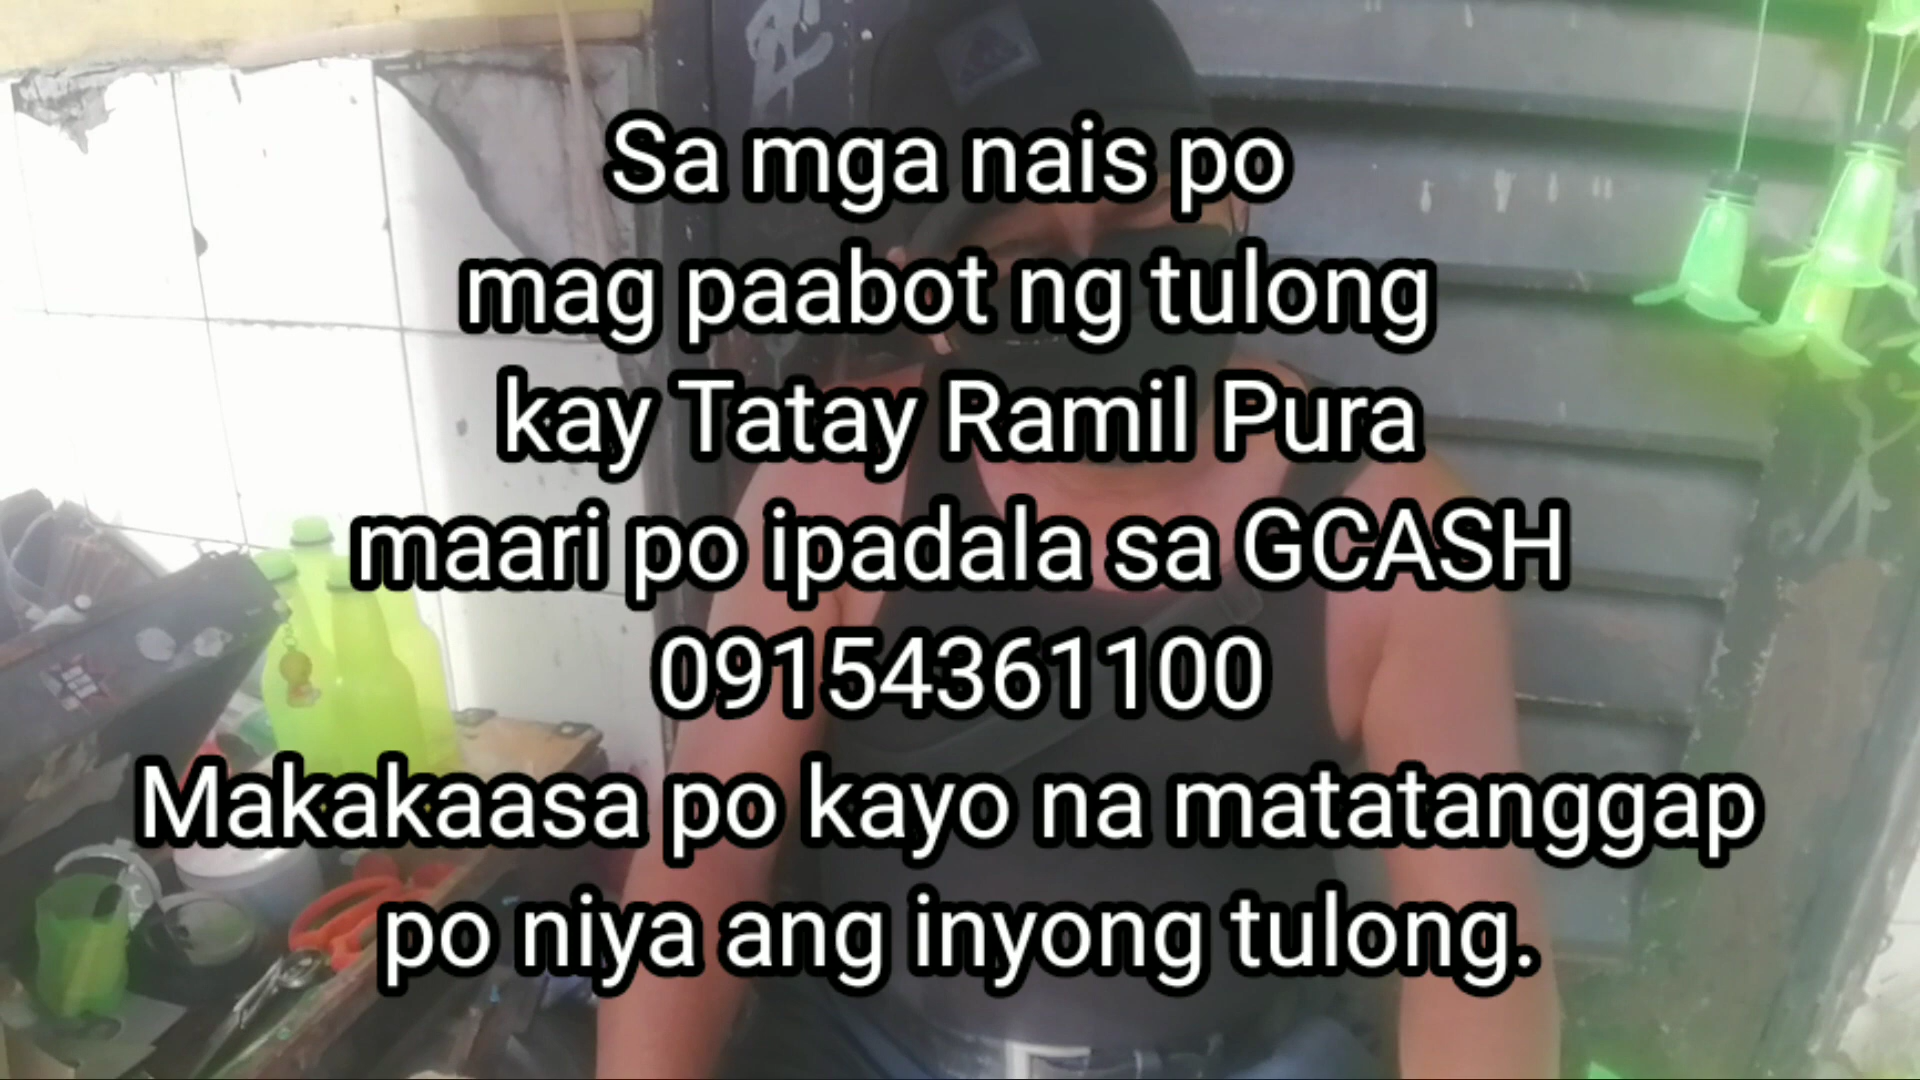 Sa mga nais po
mag paabot ng tulong
kay Tatay Ramil Pura
maari po ipadala sa GCASH
09154361100
Makakaasa po kayo na matatanggap
po niya ang inyong tulong.